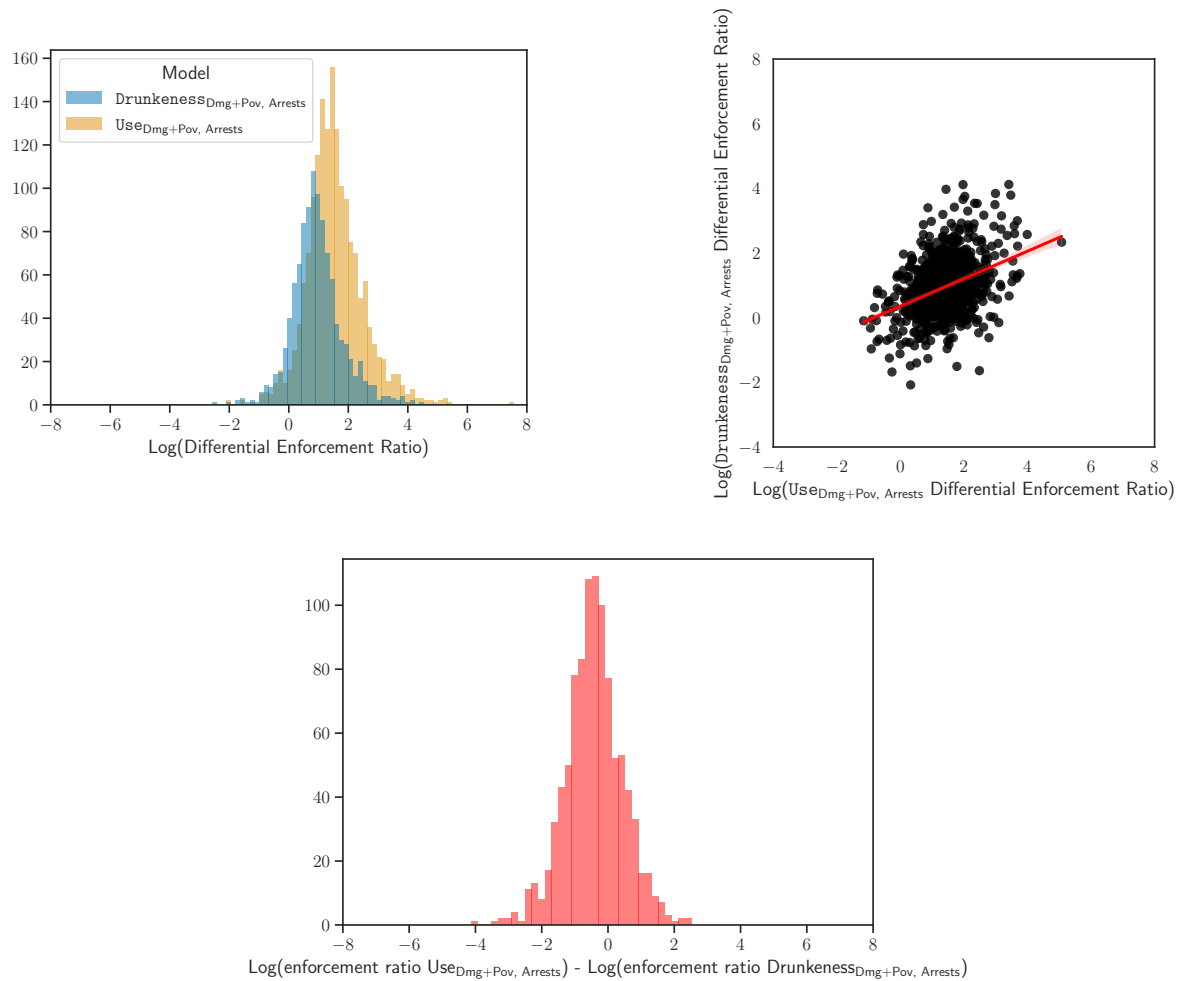 160
140
120
100
80
60
40
20
0
Model
Drunkeness_Dmg+Pov, Arrests
Use_Dmg+Pov, Arrests
−8 −6 −4 −2 0 2 4 6 8
Log(Differential Enforcement Ratio)
Log(Drunkeness_Dmg+Pov, Arrests Differential Enforcement Ratio)
8
6
4
2
0
−2
−4
−4 −2 0 2 4 6 8
Log(Use_Dmg+Pov, Arrests Differential Enforcement Ratio)
100
80
60
40
20
0
−8 −6 −4 −2 0 2 4 6 8
Log(enforcement ratio Use_Dmg+Pov, Arrests) - Log(enforcement ratio Drunkeness_Dmg+Pov, Arrests)